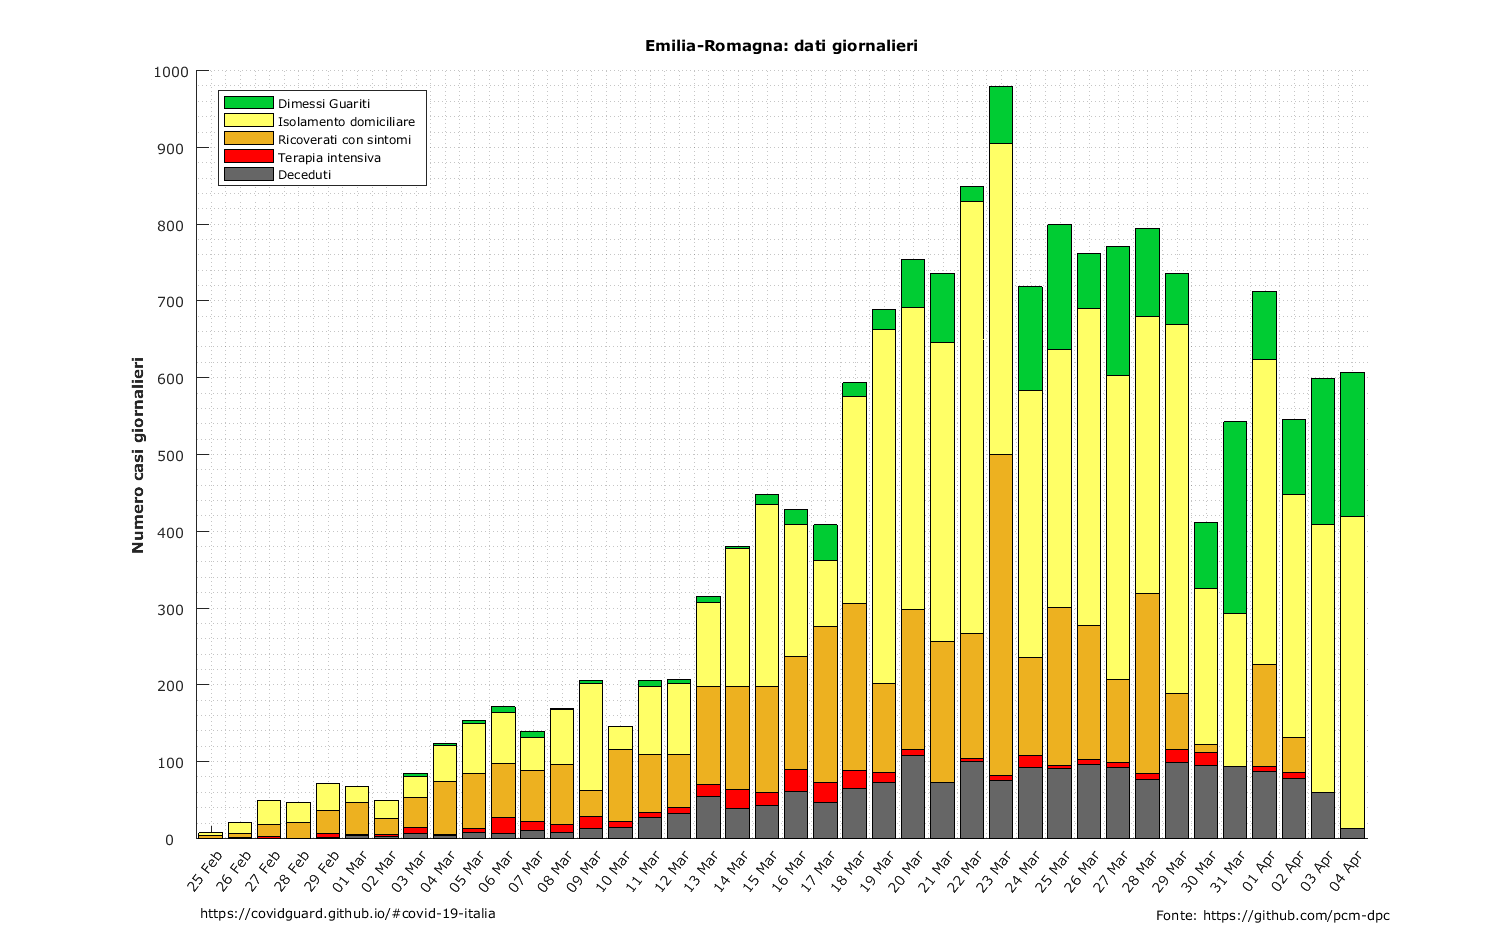 Emilia-Romagna: dati giornalieri
1000
900
800
700
600
500
400
300
200
100
0
Numero casi giornalieri
Dimessi Guariti
Isolamento domiciliare
Ricoverati con sintomi
Terapia intensiva
Deceduti
25 Feb
26 Feb
27 Feb
28 Feb
29 Feb
01 Mar
02 Mar
03 Mar
04 Mar
05 Mar
06 Mar
07 Mar
08 Mar
09 Mar
10 Mar
11 Mar
12 Mar
13 Mar
14 Mar
15 Mar
16 Mar
17 Mar
18 Mar
19 Mar
20 Mar
21 Mar
22 Mar
23 Mar
24 Mar
25 Mar
26 Mar
27 Mar
28 Mar
29 Mar
30 Mar
31 Mar
01 Apr
02 Apr
03 Apr
04 Apr
https://covidguard.github.io/#covid-19-italia
Fonte: https://github.com/pcm-dpc